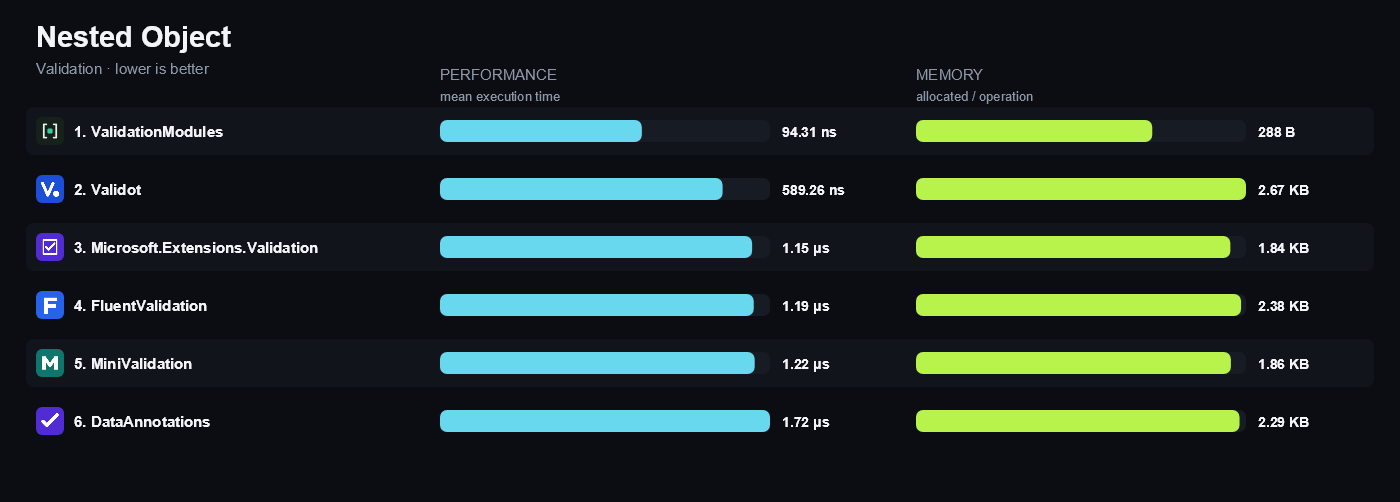 Nested Object
Validation · lower is better
PERFORMANCE
mean execution time
MEMORY
allocated / operation
1. ValidationModules 94.31 ns 288 B
V. 2. Validot 589.26 ns 2.67 KB
3. Microsoft.Extensions.Validation 1.15 µs 1.84 KB
F 4. FluentValidation 1.19 µs 2.38 KB
M 5. MiniValidation 1.22 µs 1.86 KB
6. DataAnnotations 1.72 µs 2.29 KB